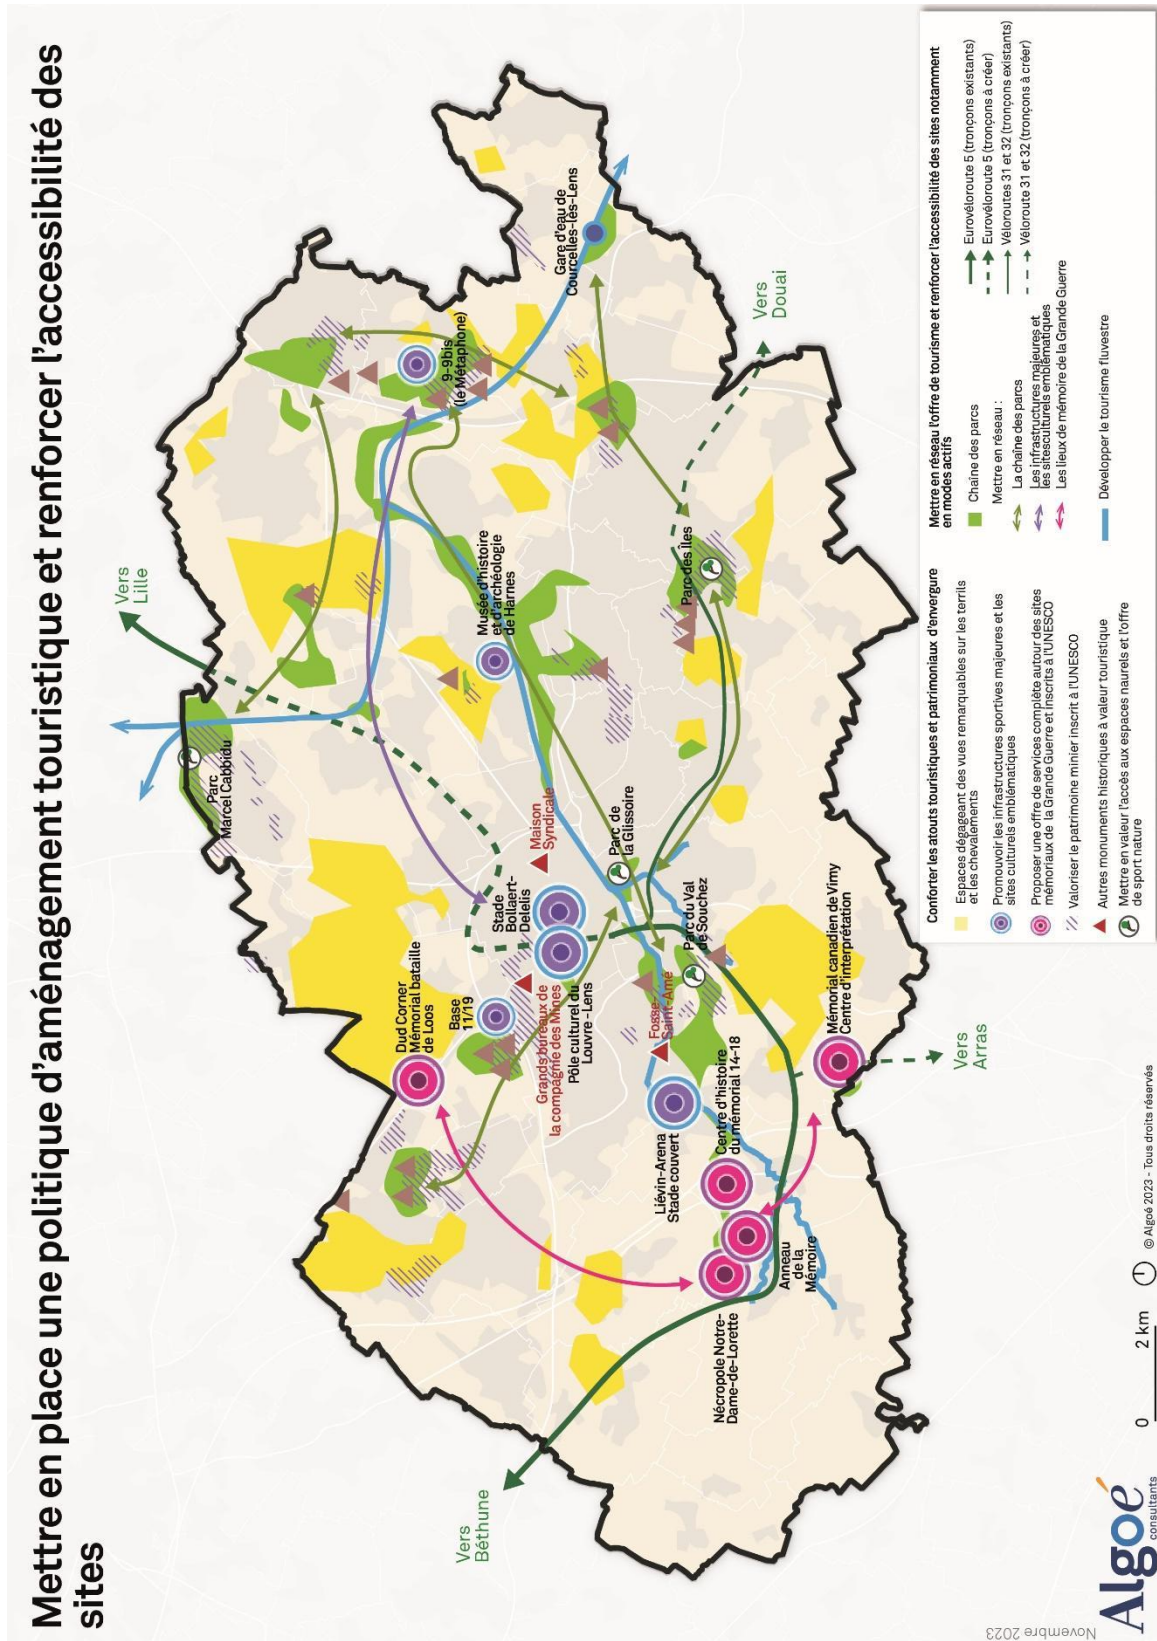 Mettre en place une politique d'aménagement touristique et renforcer l'accessibilité des
sites
Vers
Lille
Parc
Marcel Cabbidu
Dud Corner
Mémorial bataille
de Loos
Base
11/19
Grands bureaux de
la compagnie des Mines
Pôle culturel du
Louvre-Lens
Stade
Bollaert-
Delelis
Maison
Syndicale
Musée d'histoire
et d'archéologie
de Harnes
9-9bis
(le Métaphone)
Gare d'eau de
Courcelles-lès-Lens
Parc de
la Glissoire
Parc des îles
Vers
Douai
Fosse
Saint-Amé
Parc du Val
de Souchez
Liévin-Arena
Stade couvert
Centre d'histoire
du mémorial 14-18
Mémorial canadien de Vimy
Centre d'interprétation
Vers
Arras
Nécropole Notre-
Dame-de-Lorette
Anneau
de la
Mémoire
Vers
Béthune
Conforter les atouts touristiques et patrimoniaux d'envergure
Espaces dégageant des vues remarquables sur les terrils
et les chevalements
Promouvoir les infrastructures sportives majeures et les
sites culturels emblématiques
Proposer une offre de services complète autour des sites
mémoriaux de la Grande Guerre et inscrits à l'UNESCO
Valoriser le patrimoine minier inscrit à l'UNESCO
Autres monuments historiques à valeur touristique
Mettre en valeur l'accès aux espaces naurels et l'offre
de sport nature
Mettre en réseau l'offre de tourisme et renforcer l'accessibilité des sites notamment
en modes actifs
Chaîne des parcs
Mettre en réseau :
La chaîne des parcs
Les infrastructures majeures et
les sitesculturels emblématiques
Les lieux de mémoire de la Grande Guerre
Développer le tourisme fluvestre
Eurovéloroute 5 (tronçons existants)
Eurovéloroute 5 (tronçons à créer)
Véloroutes 31 et 32 (tronçons existants)
Véloroute 31 et 32 (tronçons à créer)
Novembre 2023
Algoé
consultants
0 2 km
© Algoé 2023 - Tous droits réservés